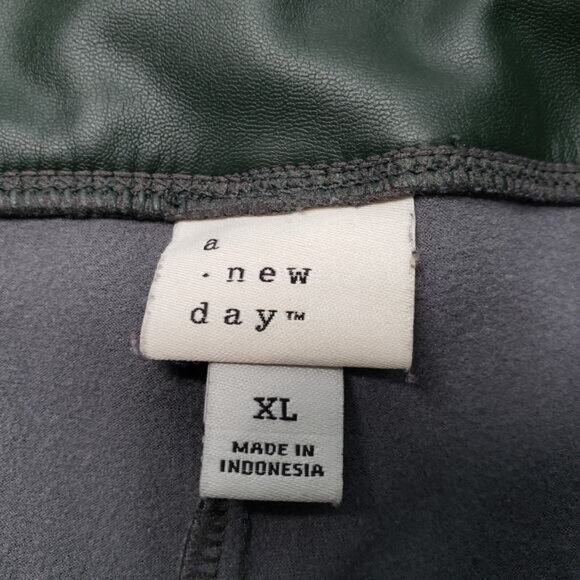 a
· new
day™
XL
MADE IN
INDONESIA